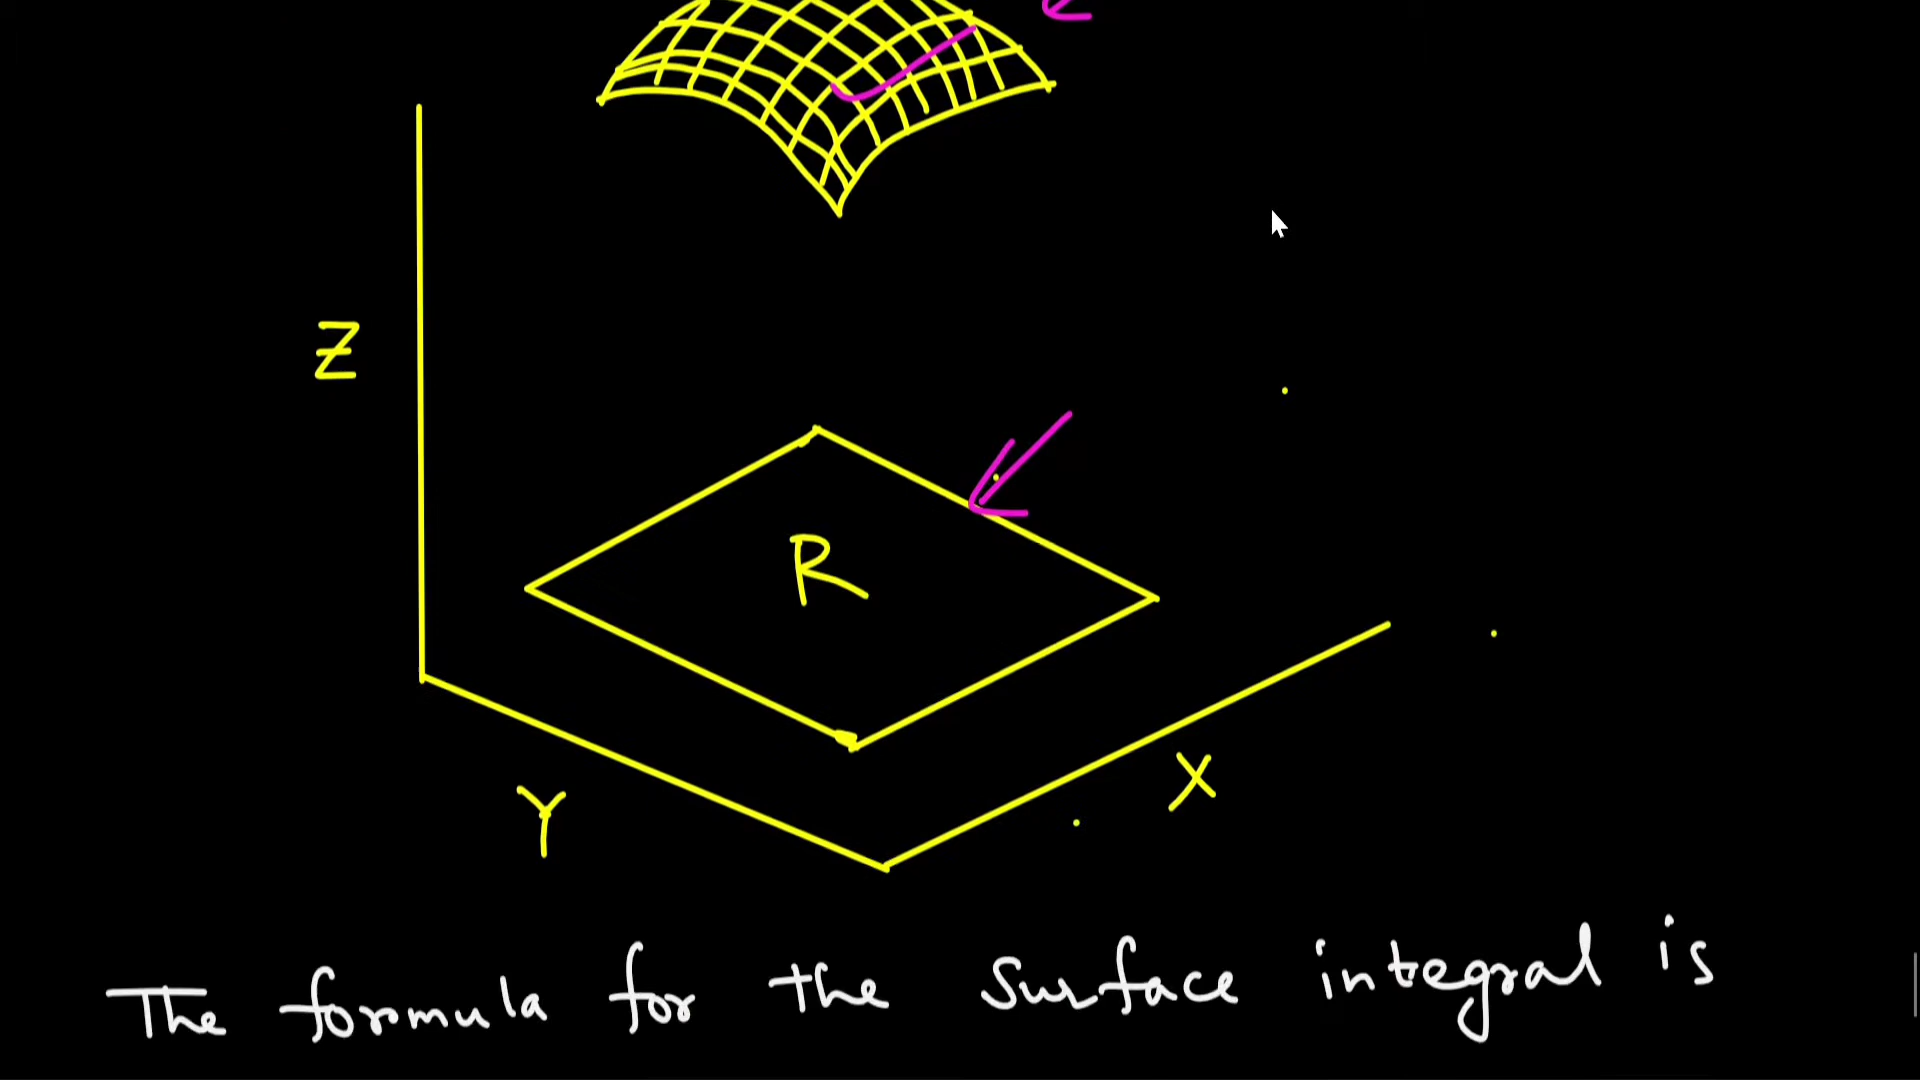 Z
R
X
Y
The formula for the surface integral is